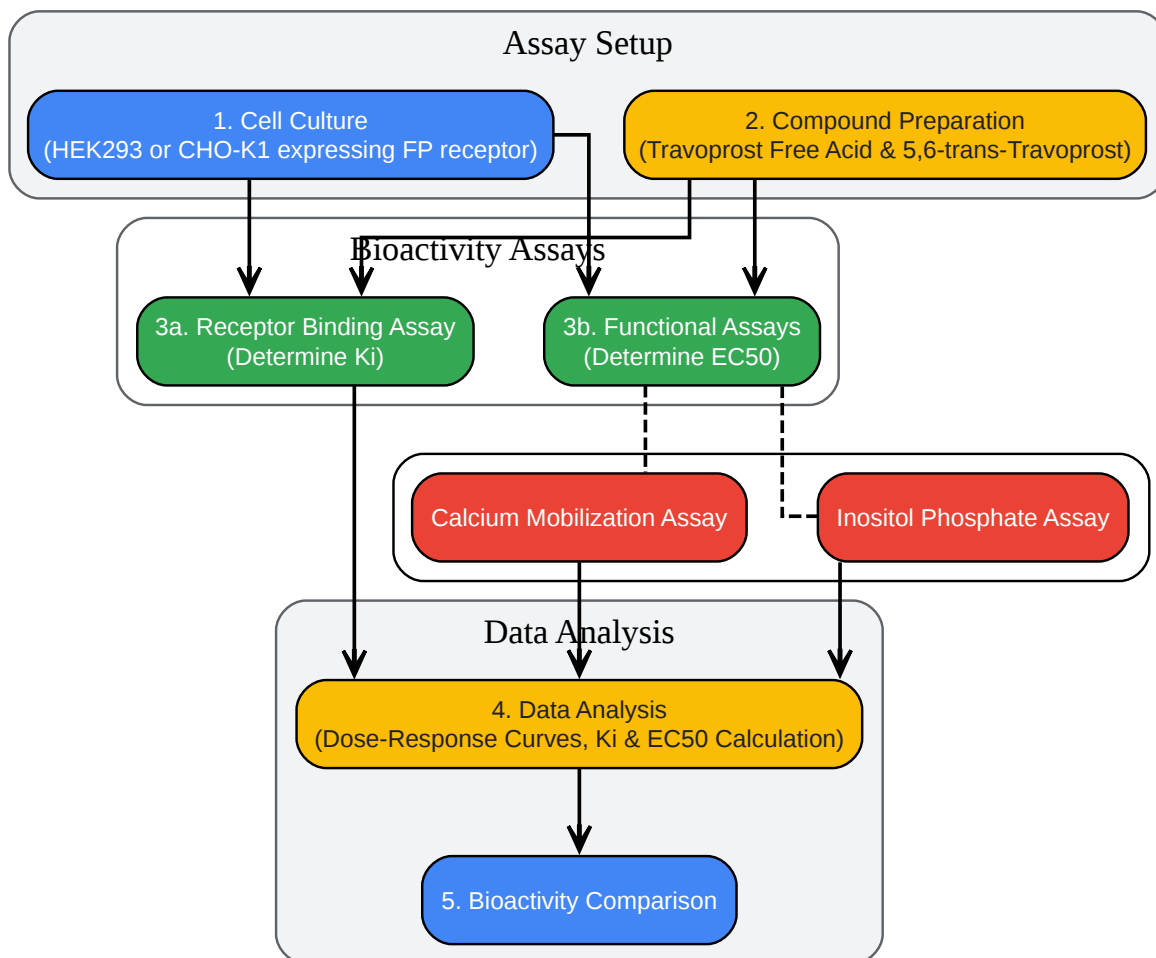 Assay Setup
1. Cell Culture
(HEK293 or CHO-K1 expressing FP receptor)
2. Compound Preparation
(Travoprost Free Acid & 5,6-trans-Travoprost)
Bioactivity Assays
3a. Receptor Binding Assay
(Determine Ki)
3b. Functional Assays
(Determine EC50)
Calcium Mobilization Assay
Inositol Phosphate Assay
Data Analysis
4. Data Analysis
(Dose-Response Curves, Ki & EC50 Calculation)
5. Bioactivity Comparison